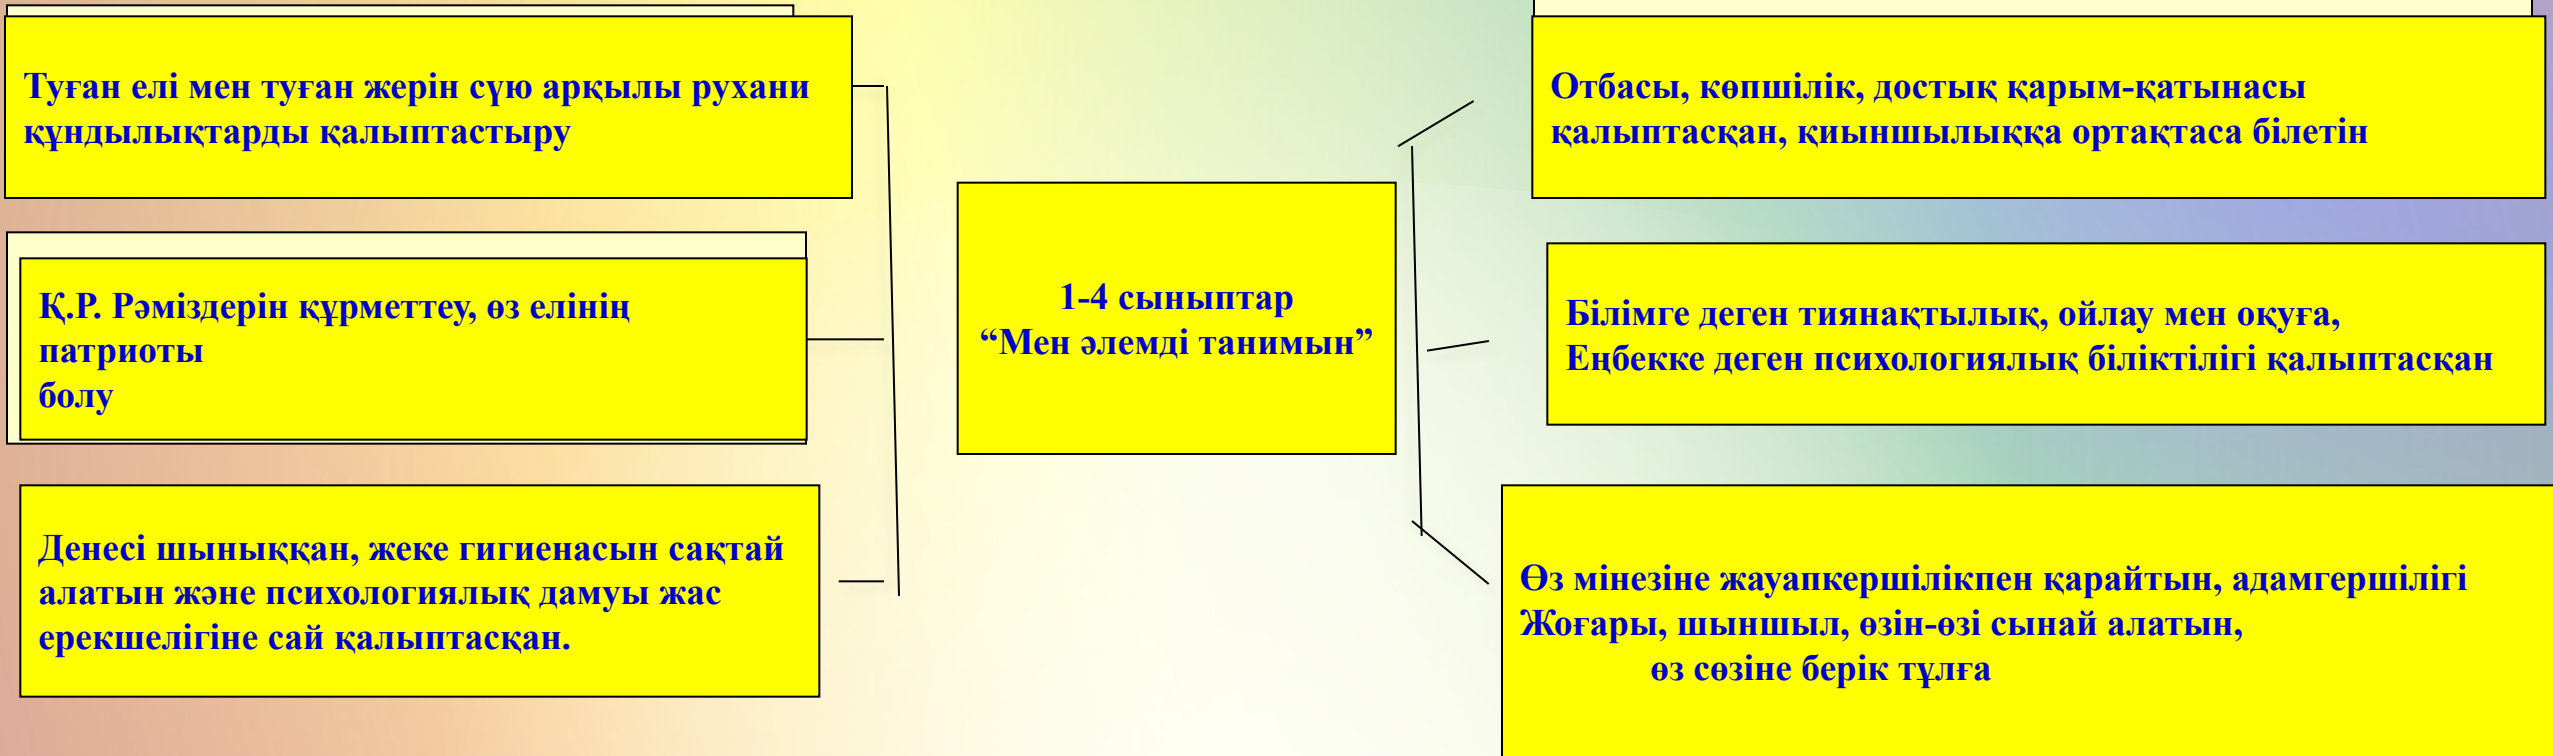 Туған елі мен туған жерін сүю арқылы рухани
құндылықтарды қалыптастыру
Қ.Р. Рәміздерін құрметтеу, өз елінің
патриоты
болу
Денесі шыныққан, жеке гигиенасын сақтай
алатын және психологиялық дамуы жас
ерекшелігіне сай қалыптасқан.
1-4 сыныптар
“Мен әлемді танимын”
Отбасы, көпшілік, достық қарым-қатынасы
қалыптасқан, қиыншылыққа ортақтаса білетін
Білімге деген тиянақтылық, ойлау мен оқуға,
Еңбекке деген психологиялық біліктілігі қалыптасқан
Өз мінезіне жауапкершілікпен қарайтын, адамгершілігі
Жоғары, шыншыл, өзін-өзі сынай алатын,
өз сөзіне берік тұлға